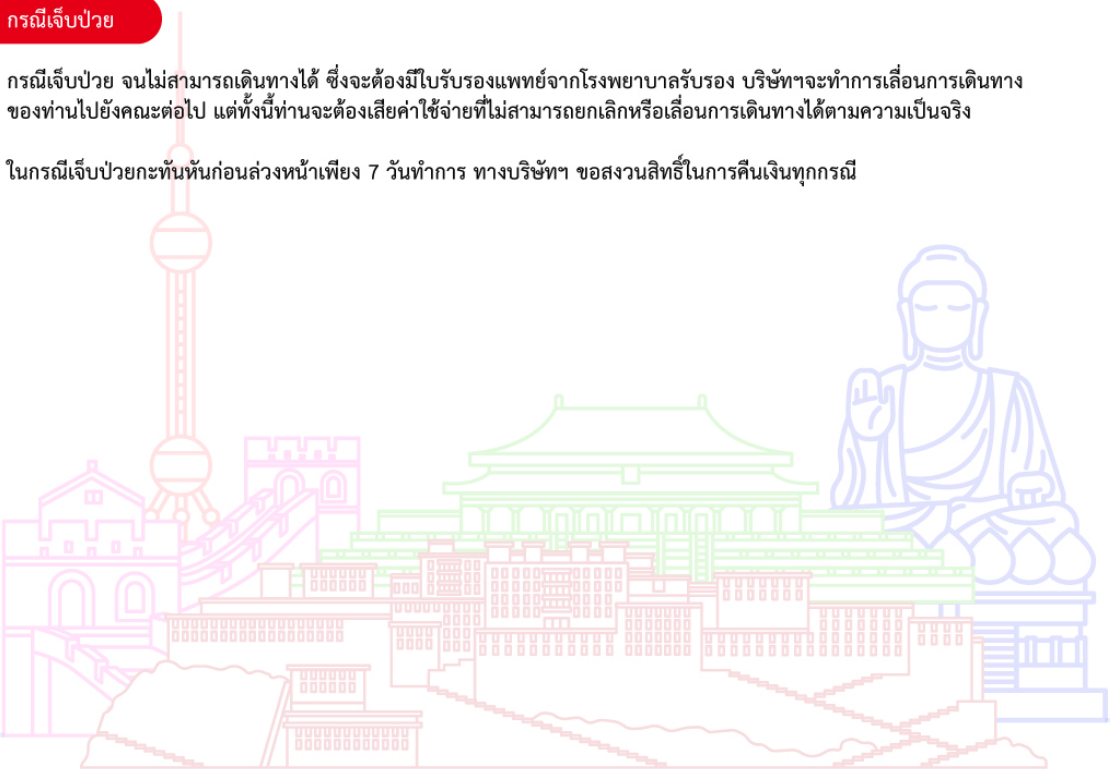 กรณีเจ็บป่วย
กรณีเจ็บป่วย จนไม่สามารถเดินทางได้ ซึ่งจะต้องมีใบรับรองแพทย์จากโรงพยาบาลรับรอง บริษัทฯจะทำการเลื่อนการเดินทาง
ของท่านไปยังคณะต่อไป แต่ทั้งนี้ท่านจะต้องเสียค่าใช้จ่ายที่ไม่สามารถยกเลิกหรือเลื่อนการเดินทางได้ตามความเป็นจริง
ในกรณีเจ็บป่วยกะทันหันก่อนล่วงหน้าเพียง 7 วันทำการ ทางบริษัทฯ ขอสงวนสิทธิ์ในการคืนเงินทุกกรณี